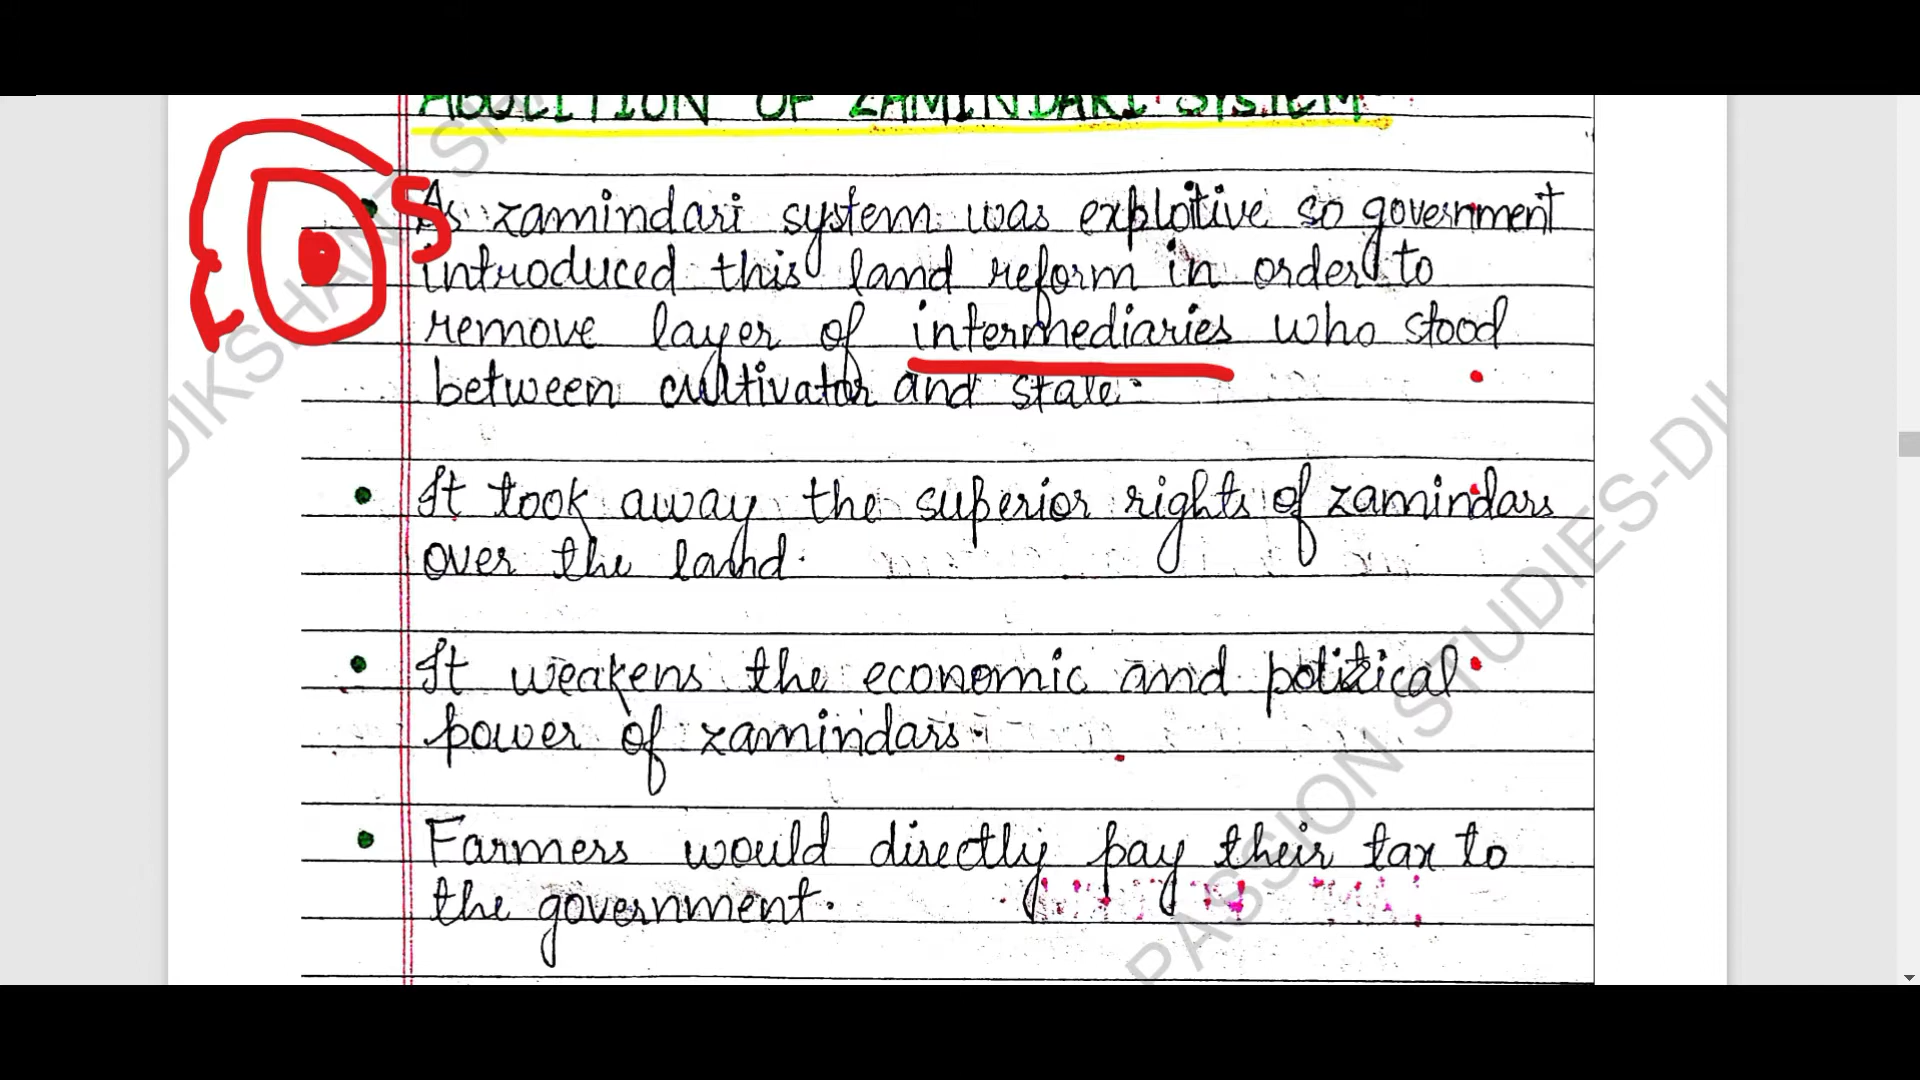 ABOLITION OF ZAMINDARI SYSTEM
5
As zamindari system was explotive so government
introduced this land reform in order to
remove layer of intermediaries who stood
between cultivator and state.
It took away the superior rights of zamindars
over the land.
It weakens the economic and political
power of zamindars.
Farmers would directly pay their tax to
the government.
DIKSHANT SH
PASSION STUDIES-DIK